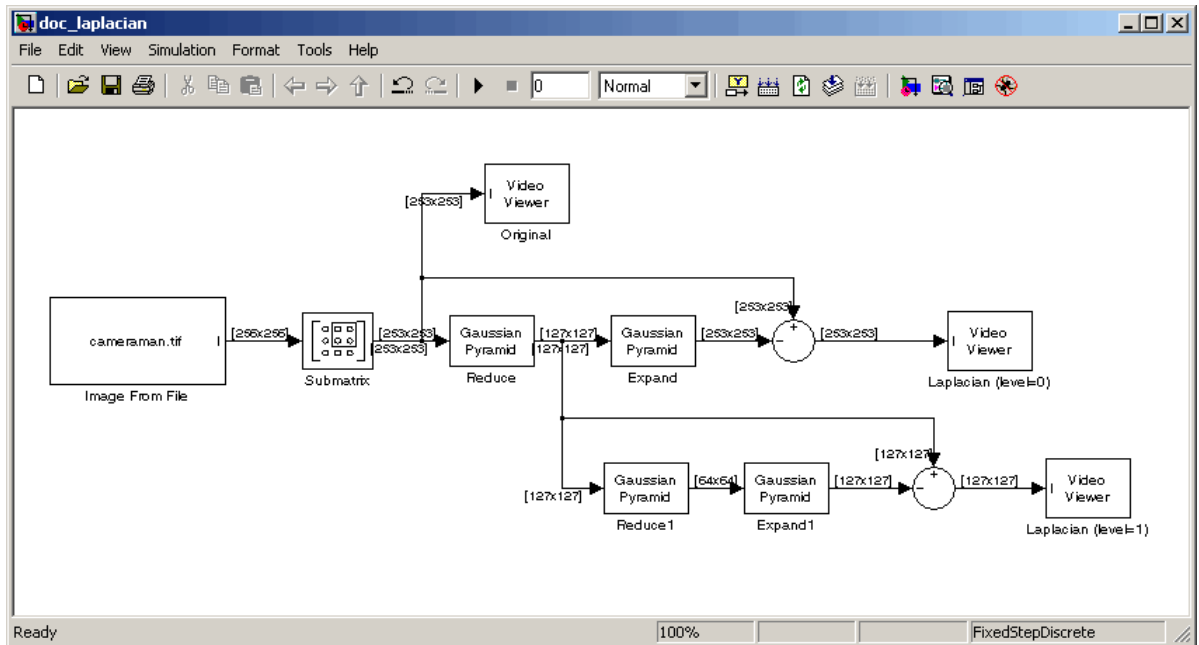 doc_laplacian
File Edit View Simulation Format Tools Help
0 Normal
Video
Viewer
I
[253x253]
Original
[253x253]
cameraman.tif
I
[256x256]
[253x253]
[253x253]
Gaussian
Pyramid
[127x127]
[127x127]
Gaussian
Pyramid
[253x253]
+
−
[253x253]
I
Video
Viewer
Image From File
Submatrix
Reduce
Expand
Laplacian (level=0)
[127x127]
[127x127]
Gaussian
Pyramid
[64x64]
Gaussian
Pyramid
[127x127]
+
−
[127x127]
I
Video
Viewer
Reduce1
Expand1
Laplacian (level=1)
Ready 100% FixedStepDiscrete